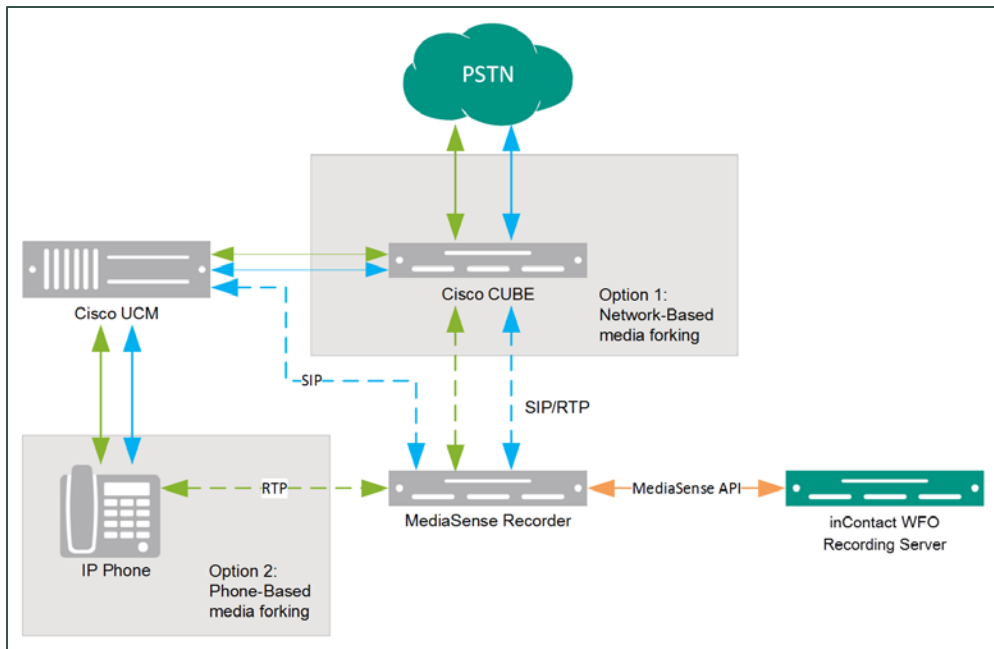 PSTN
Cisco CUBE
Option 1:
Network-Based
media forking
Cisco UCM
SIP
SIP/RTP
IP Phone
RTP
MediaSense Recorder
MediaSense API
inContact WFO
Recording Server
Option 2:
Phone-Based
media forking